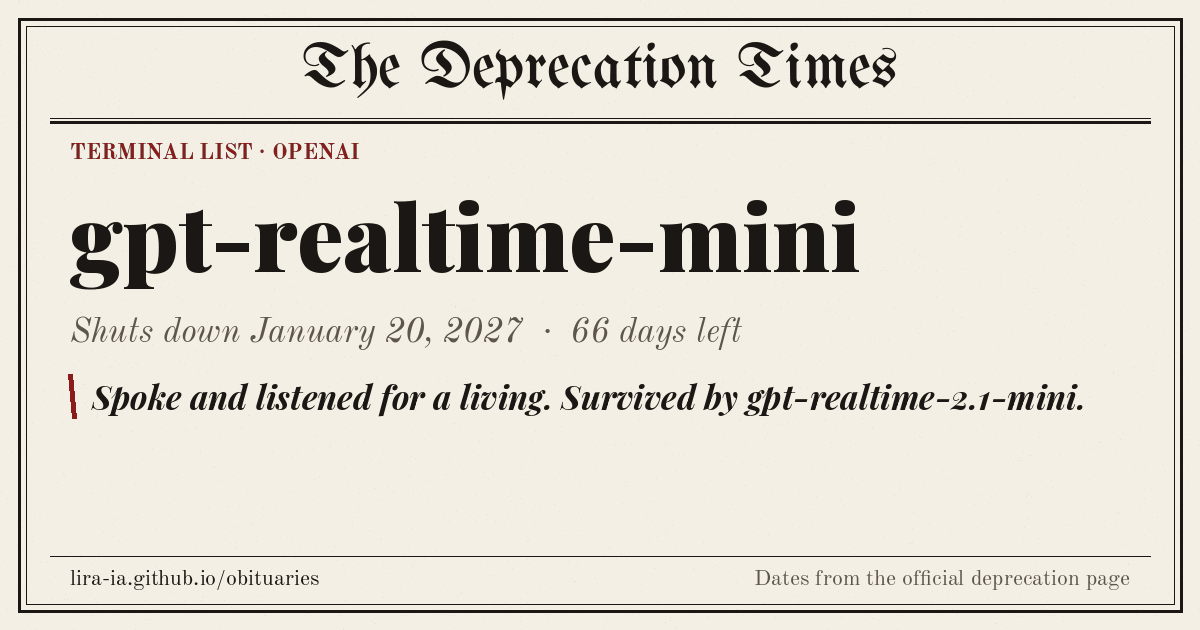 The Deprecation Times
TERMINAL LIST · OPENAI
gpt-realtime-mini
Shuts down January 20, 2027 · 66 days left
Spoke and listened for a living. Survived by gpt-realtime-2.1-mini.
lira-ia.github.io/obituaries
Dates from the official deprecation page